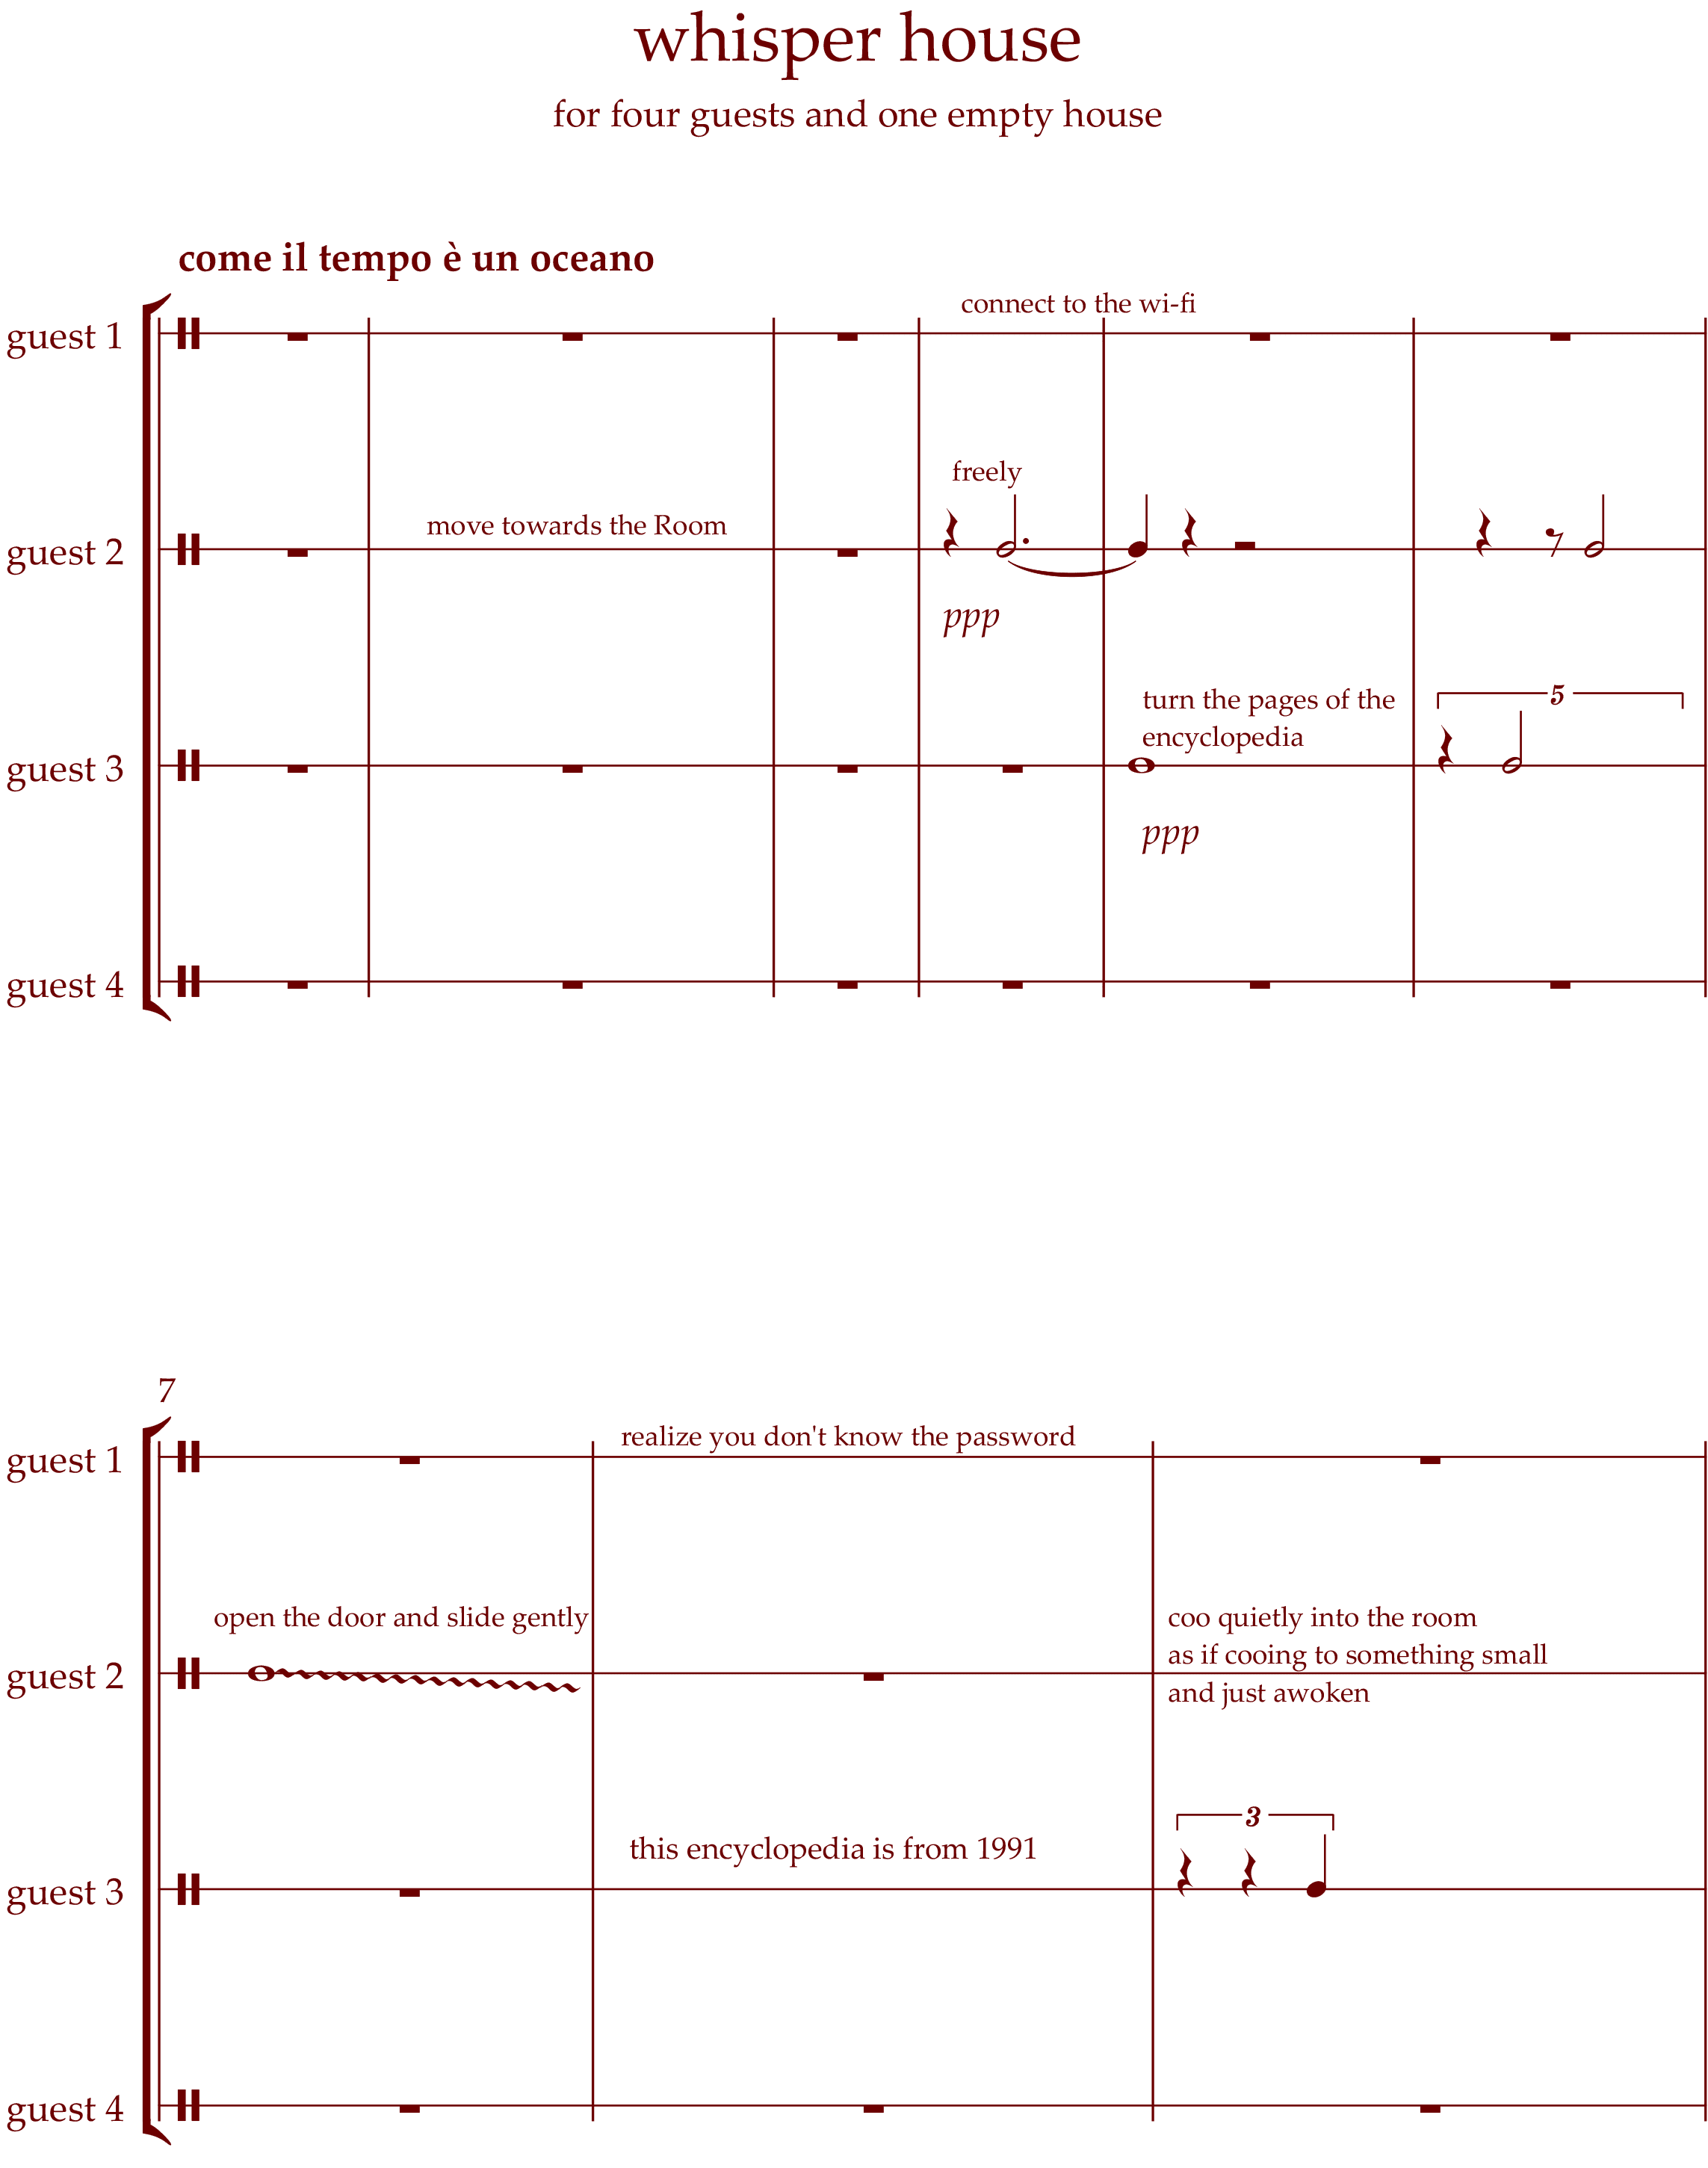 whisper house
for four guests and one empty house
come il tempo è un oceano
connect to the wi-fi
guest 1
freely
move towards the Room
guest 2
ppp
turn the pages of the
encyclopedia
5
guest 3
ppp
guest 4
7
realize you don't know the password
guest 1
open the door and slide gently
coo quietly into the room
as if cooing to something small
and just awoken
guest 2
3
this encyclopedia is from 1991
guest 3
guest 4